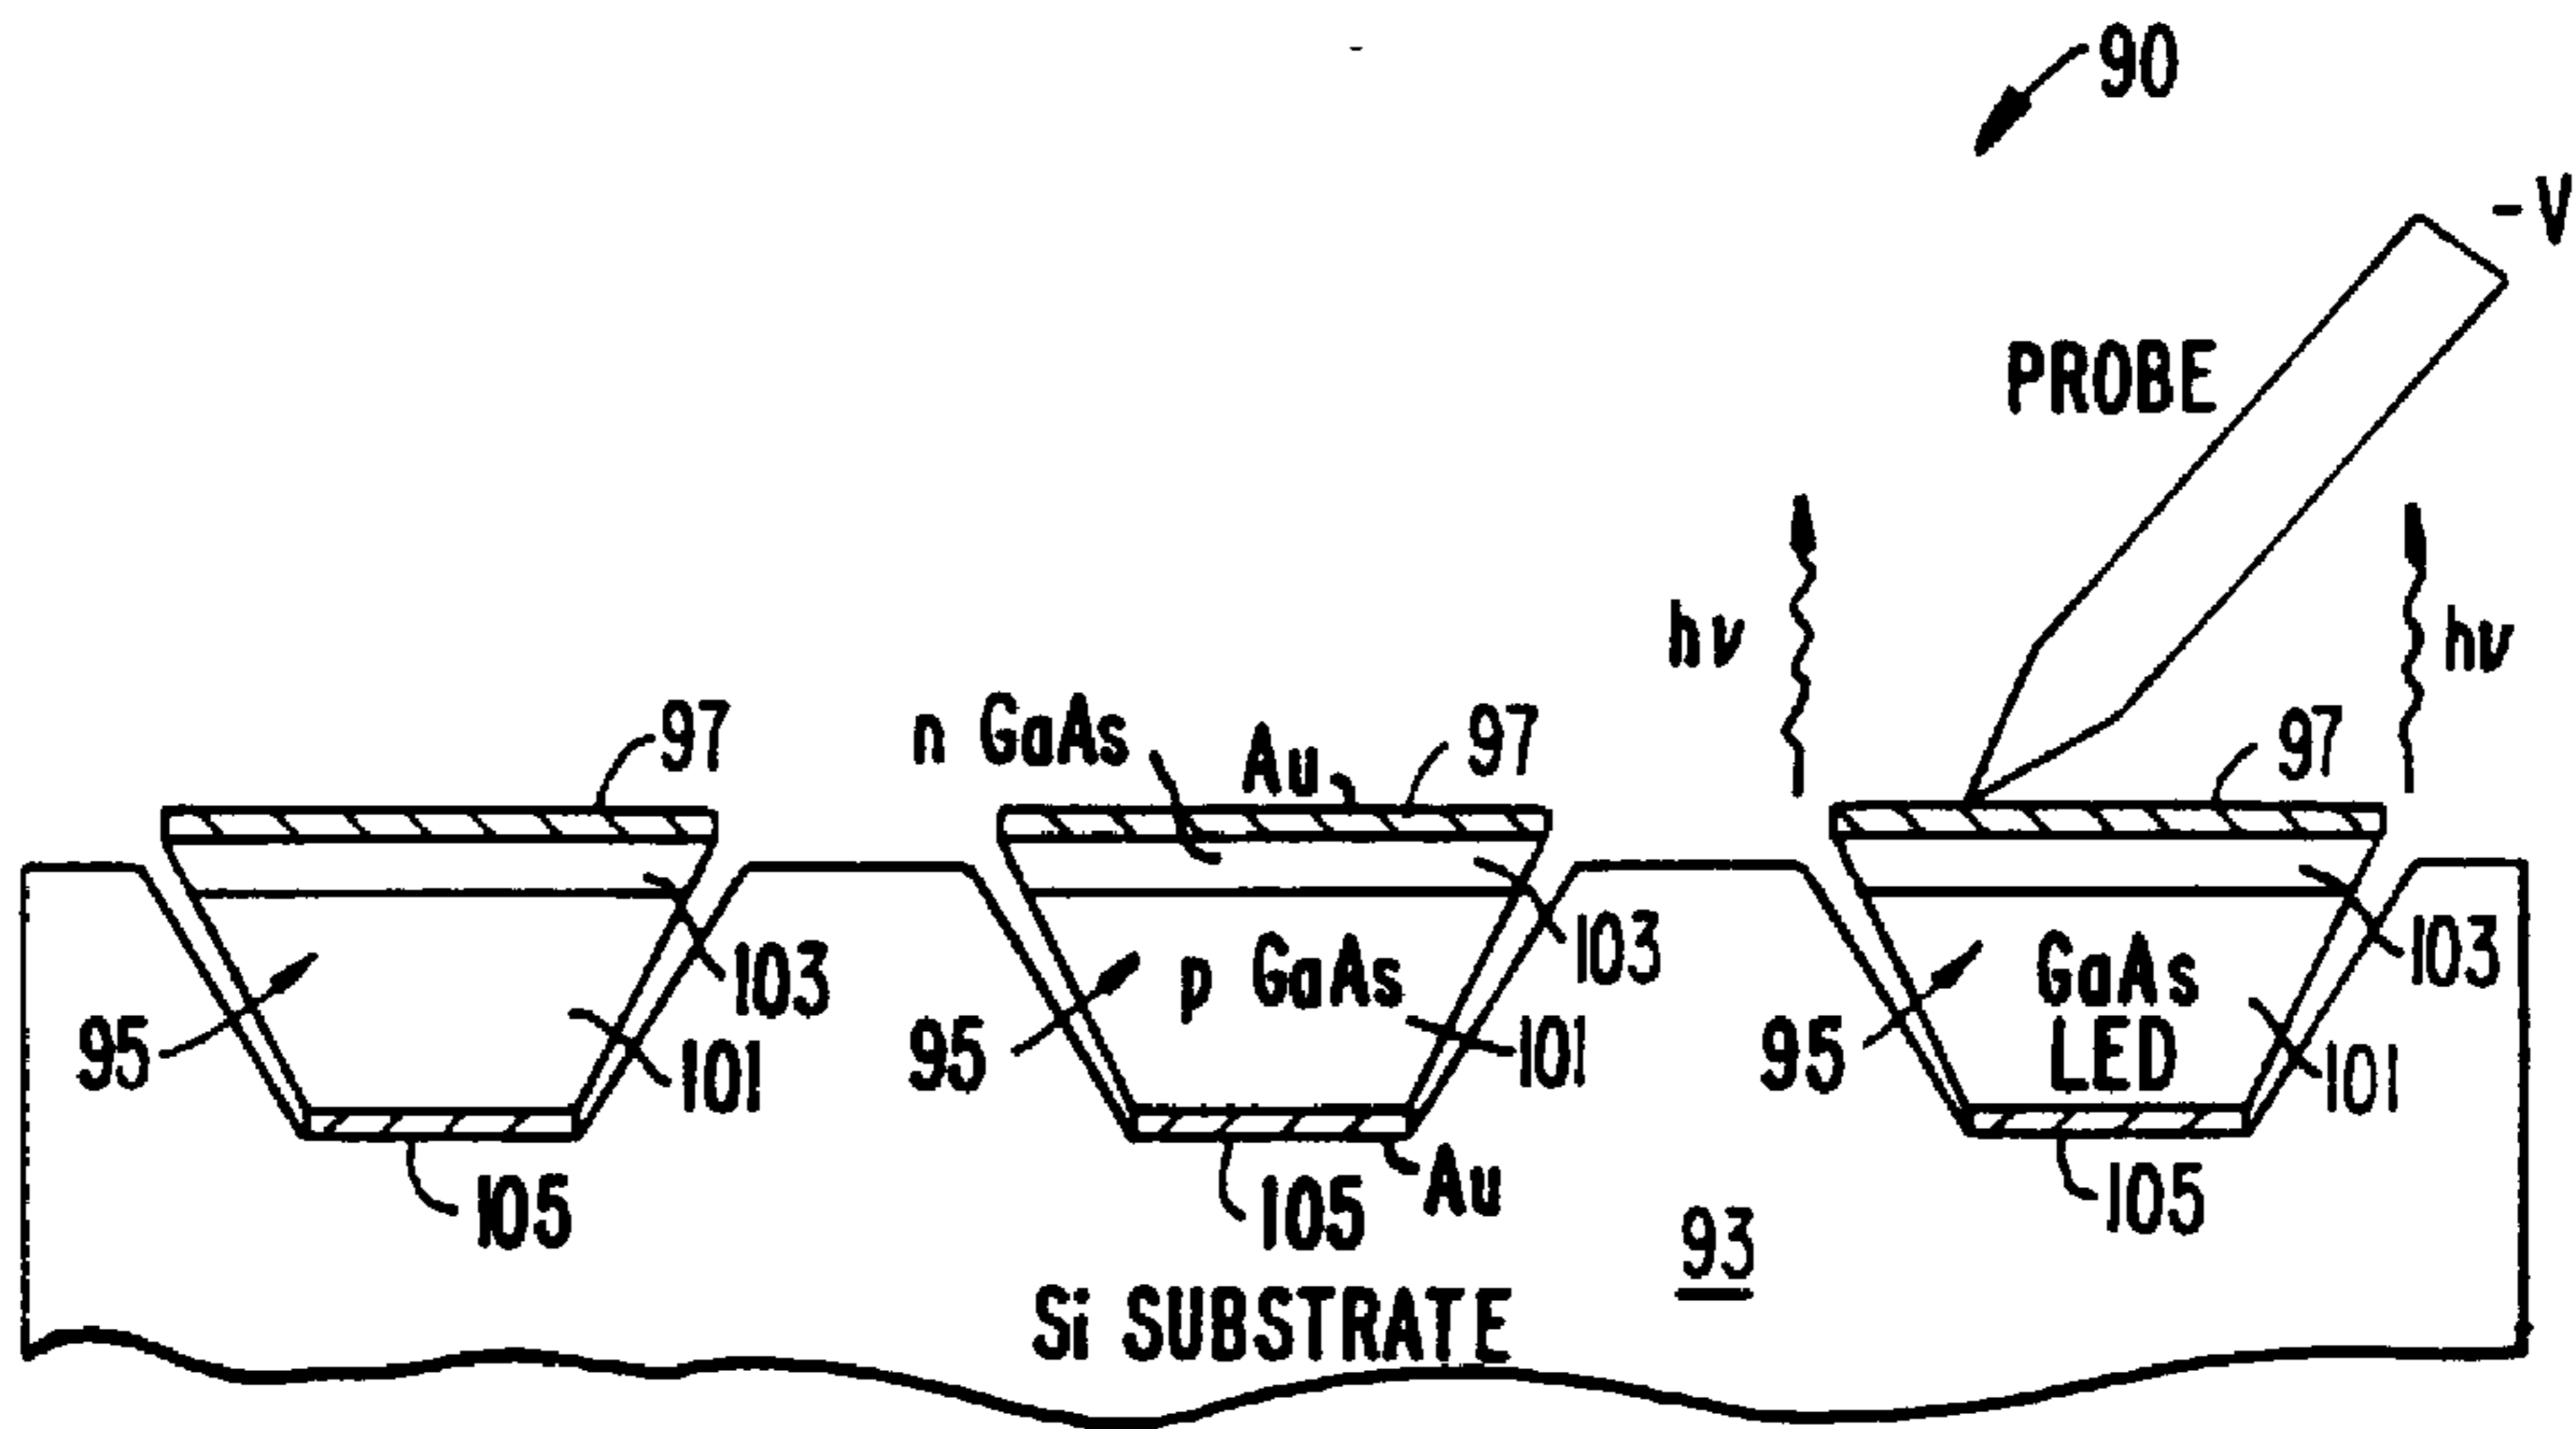 90
-V
PROBE
hν hν
97 n GaAs Au 97 97
103 103 103
95 95 p GaAs 95 GaAs LED
101 101 101
105 105 Au 105
93
Si SUBSTRATE